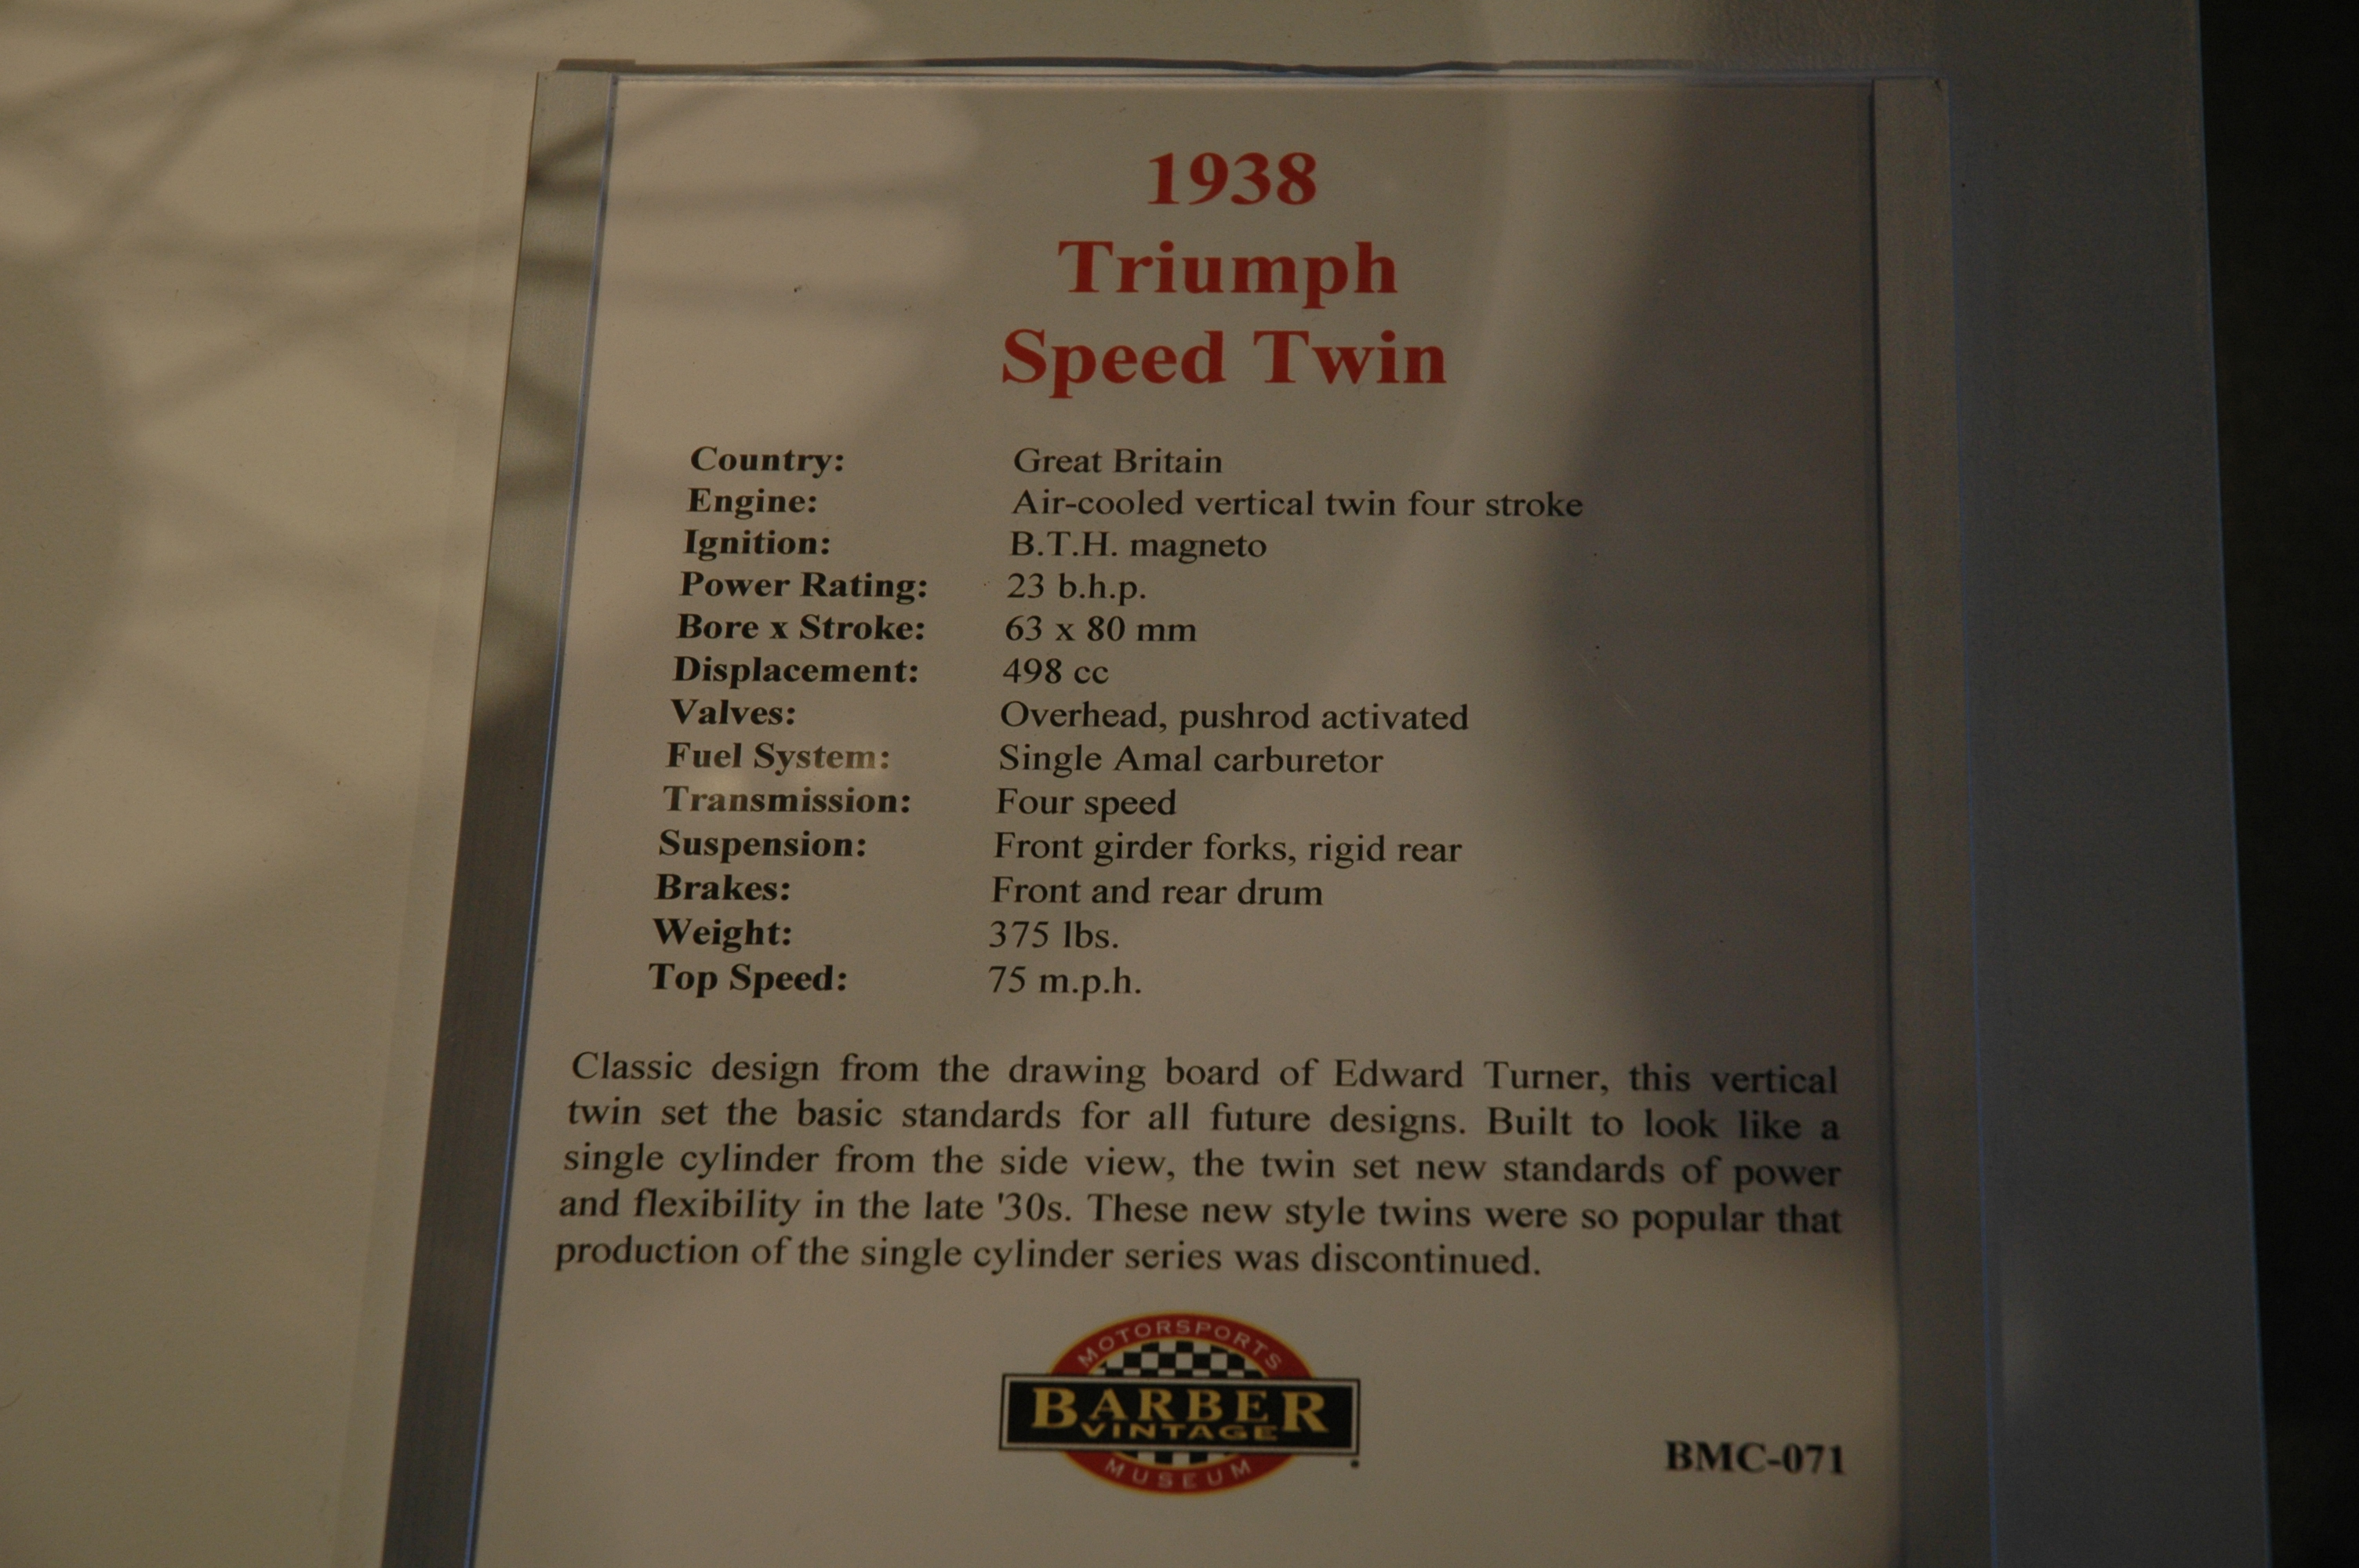 1938
Triumph
Speed Twin
Country: Great Britain
Engine: Air-cooled vertical twin four stroke
Ignition: B.T.H. magneto
Power Rating: 23 b.h.p.
Bore x Stroke: 63 x 80 mm
Displacement: 498 cc
Valves: Overhead, pushrod activated
Fuel System: Single Amal carburetor
Transmission: Four speed
Suspension: Front girder forks, rigid rear
Brakes: Front and rear drum
Weight: 375 lbs.
Top Speed: 75 m.p.h.
Classic design from the drawing board of Edward Turner, this vertical
twin set the basic standards for all future designs. Built to look like a
single cylinder from the side view, the twin set new standards of power
and flexibility in the late '30s. These new style twins were so popular that
production of the single cylinder series was discontinued.
MOTORSPORTS
BARBER
VINTAGE
MUSEUM
BMC-071